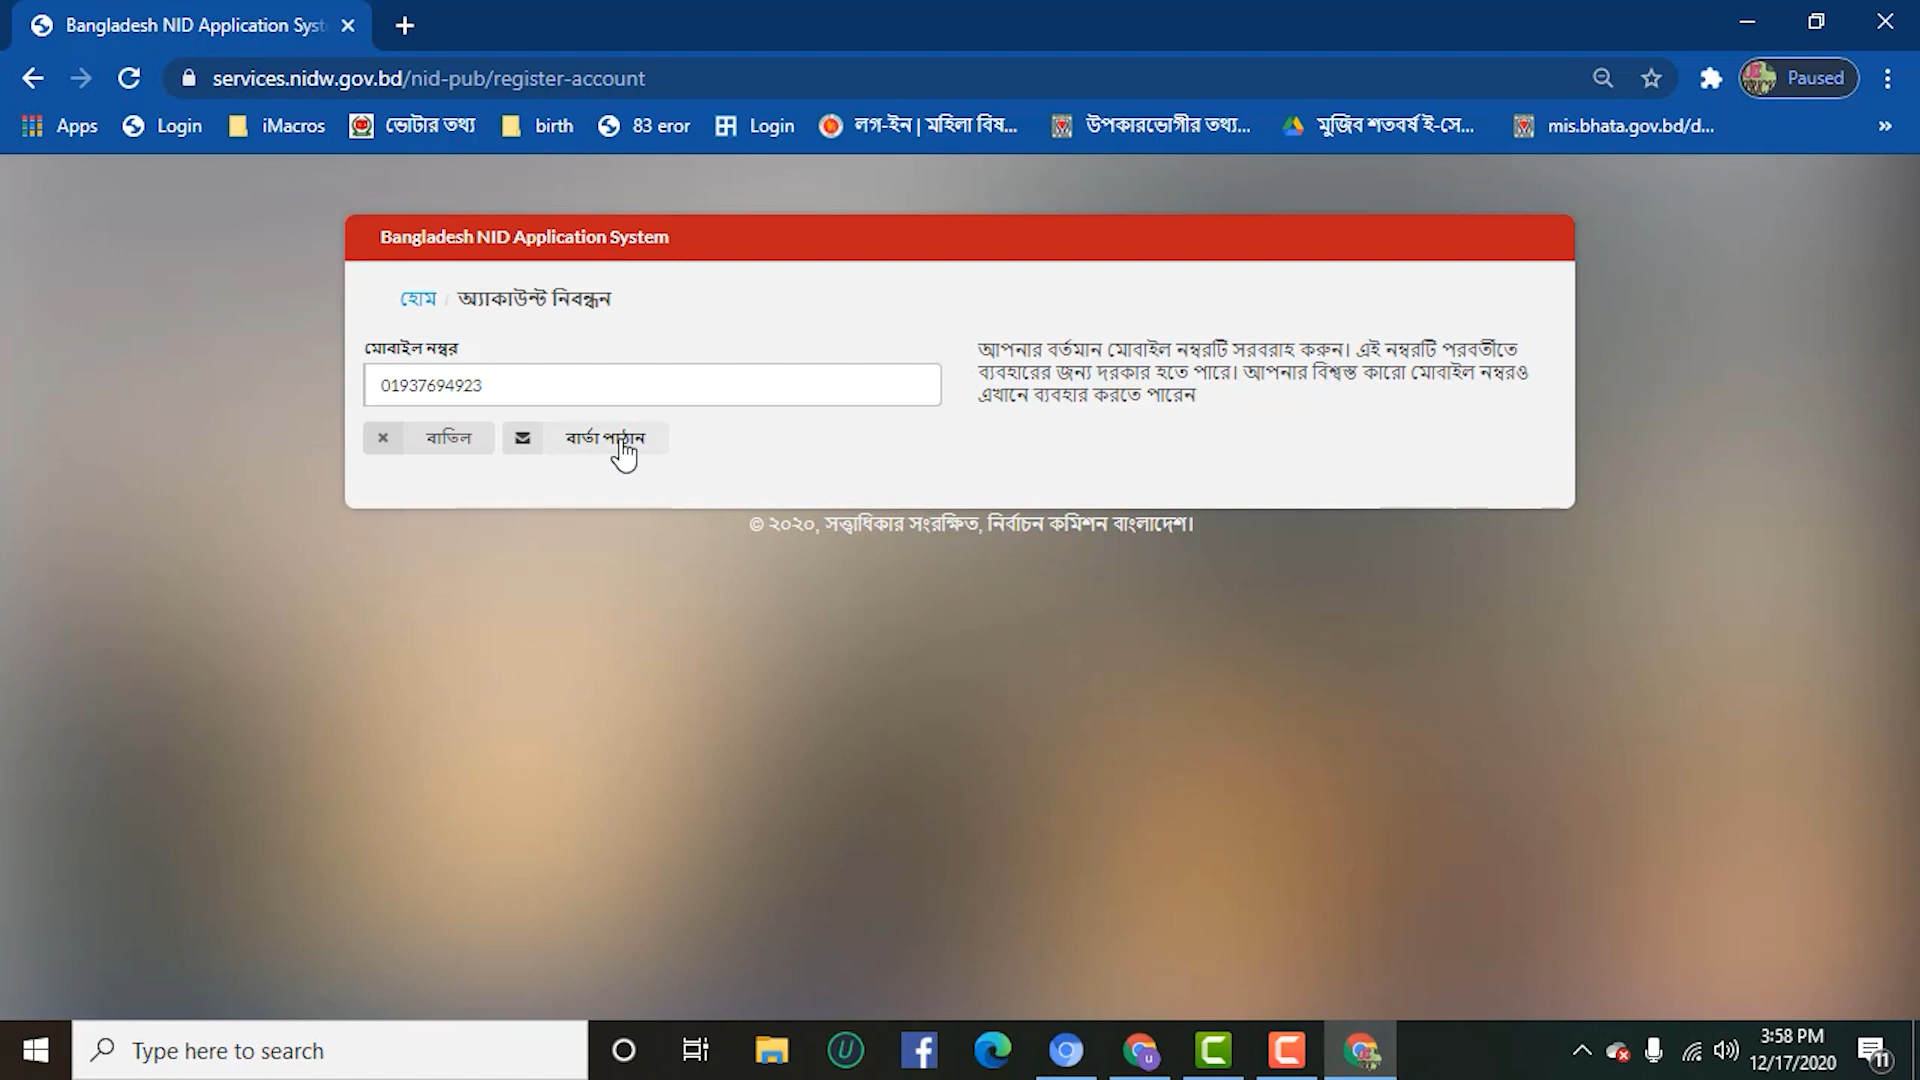 Bangladesh NID Application Syst
services.nidw.gov.bd/nid-pub/register-account
Paused
Apps
Login
iMacros
ভোটার তথ্য
birth
83 eror
Login
লগ-ইন | মহিলা বিষ...
উপকারভোগীর তথ্য...
মুজিব শতবর্ষ ই-সে...
mis.bhata.gov.bd/d...
»
Bangladesh NID Application System
হোম / অ্যাকাউন্ট নিবন্ধন
মোবাইল নম্বর
01937694923
আপনার বর্তমান মোবাইল নম্বরটি সরবরাহ করুন। এই নম্বরটি পরবর্তীতে
ব্যবহারের জন্য দরকার হতে পারে। আপনার বিশ্বস্ত কারো মোবাইল নম্বরও
এখানে ব্যবহার করতে পারেন
বাতিল
বার্তা পাঠান
© ২০২০, সত্ত্বাধিকার সংরক্ষিত, নির্বাচন কমিশন বাংলাদেশ।
Type here to search
3:58 PM
12/17/2020
11